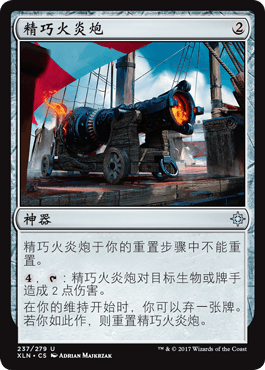 精巧火炎炮 2
神器
精巧火炎炮于你的重置步骤中不能重
置。
4，：精巧火炎炮对目标生物或牌手
造成2点伤害。
在你的维持开始时，你可以弃一张牌。
若你如此作，则重置精巧火炎炮。
237/279 U
XLN • CS ADRIAN MAJKRZAK
™ & © 2017 Wizards of the Coast